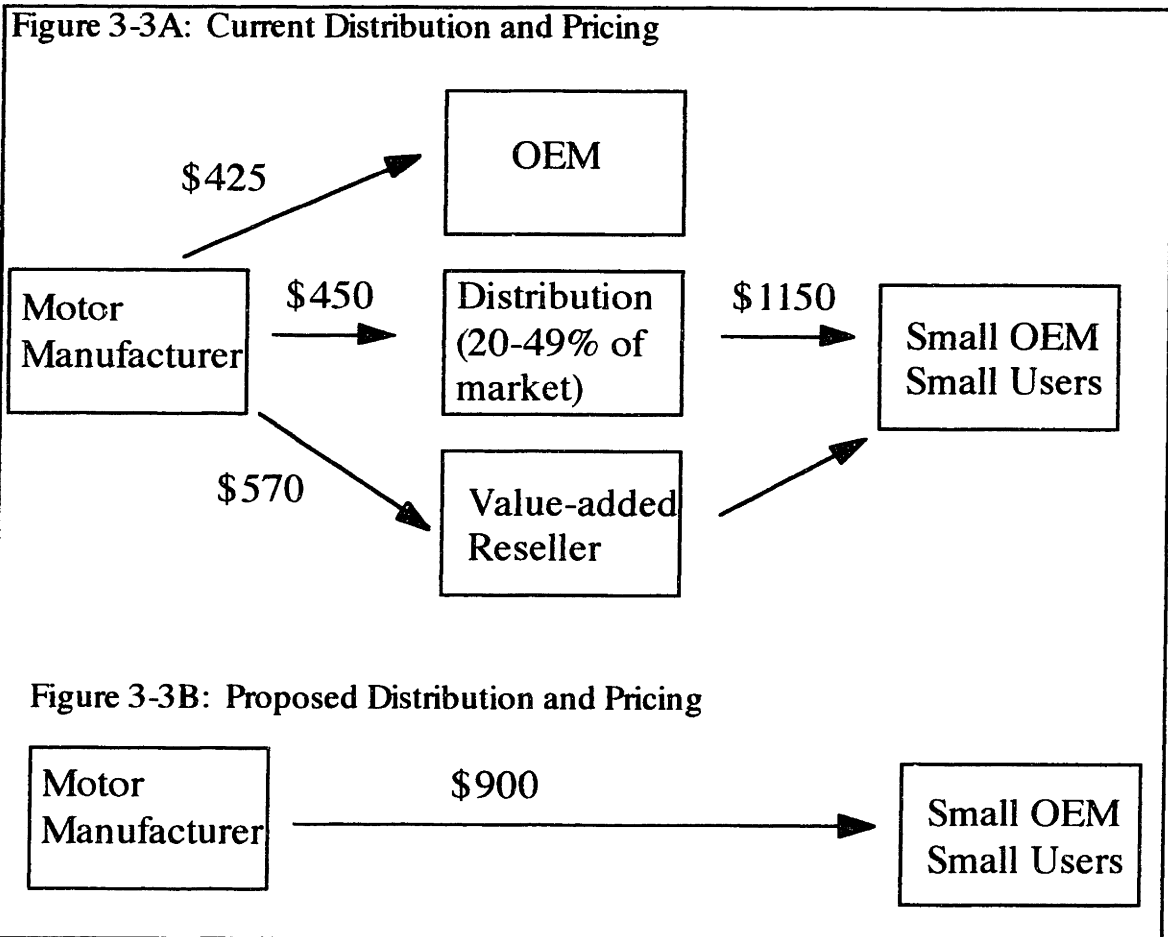 Figure 3-3A: Current Distribution and Pricing
OEM
$425
Motor
Manufacturer
$450
Distribution
(20-49% of
market)
$1150
Small OEM
Small Users
$570
Value-added
Reseller
Figure 3-3B: Proposed Distribution and Pricing
Motor
Manufacturer
$900
Small OEM
Small Users